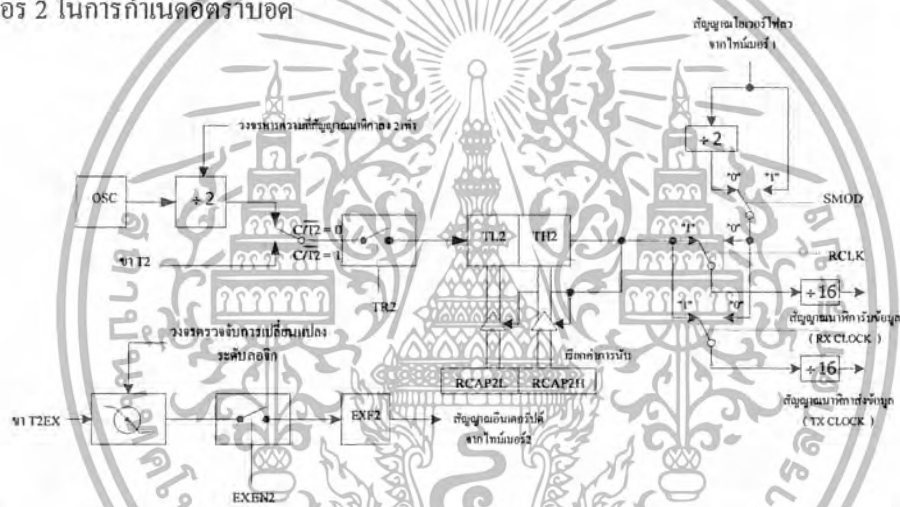 อร์ 2 ในการกำเนดอัตราบอด
สัญญาณโอเวอร์โฟลว
จากไทม์เมอร์ 1
÷ 2
วงจรหารความถี่สัญญาณนาฬิกาลง 2 เท่า
"0"
"1"
OSC
÷ 2
SMOD
C/T2 = 0
TL2
TH2
"1"
"0"
ขา T2
C/T2 = 1
RCLK
TR2
÷16
"1"
"0"
สัญญาณนาฬิการับข้อมูล
( RX CLOCK )
วงจรตรวจจับการเปลี่ยนแปลง
ระดับลอจิก
โหลดค่าการนับ
÷16
RCAP2L
RCAP2H
สัญญาณนาฬิกาส่งข้อมูล
( TX CLOCK )
ขา T2EX
EXF2
สัญญาณอินเตอร์รัปต์
จากไทม์เมอร์2
EXEN2